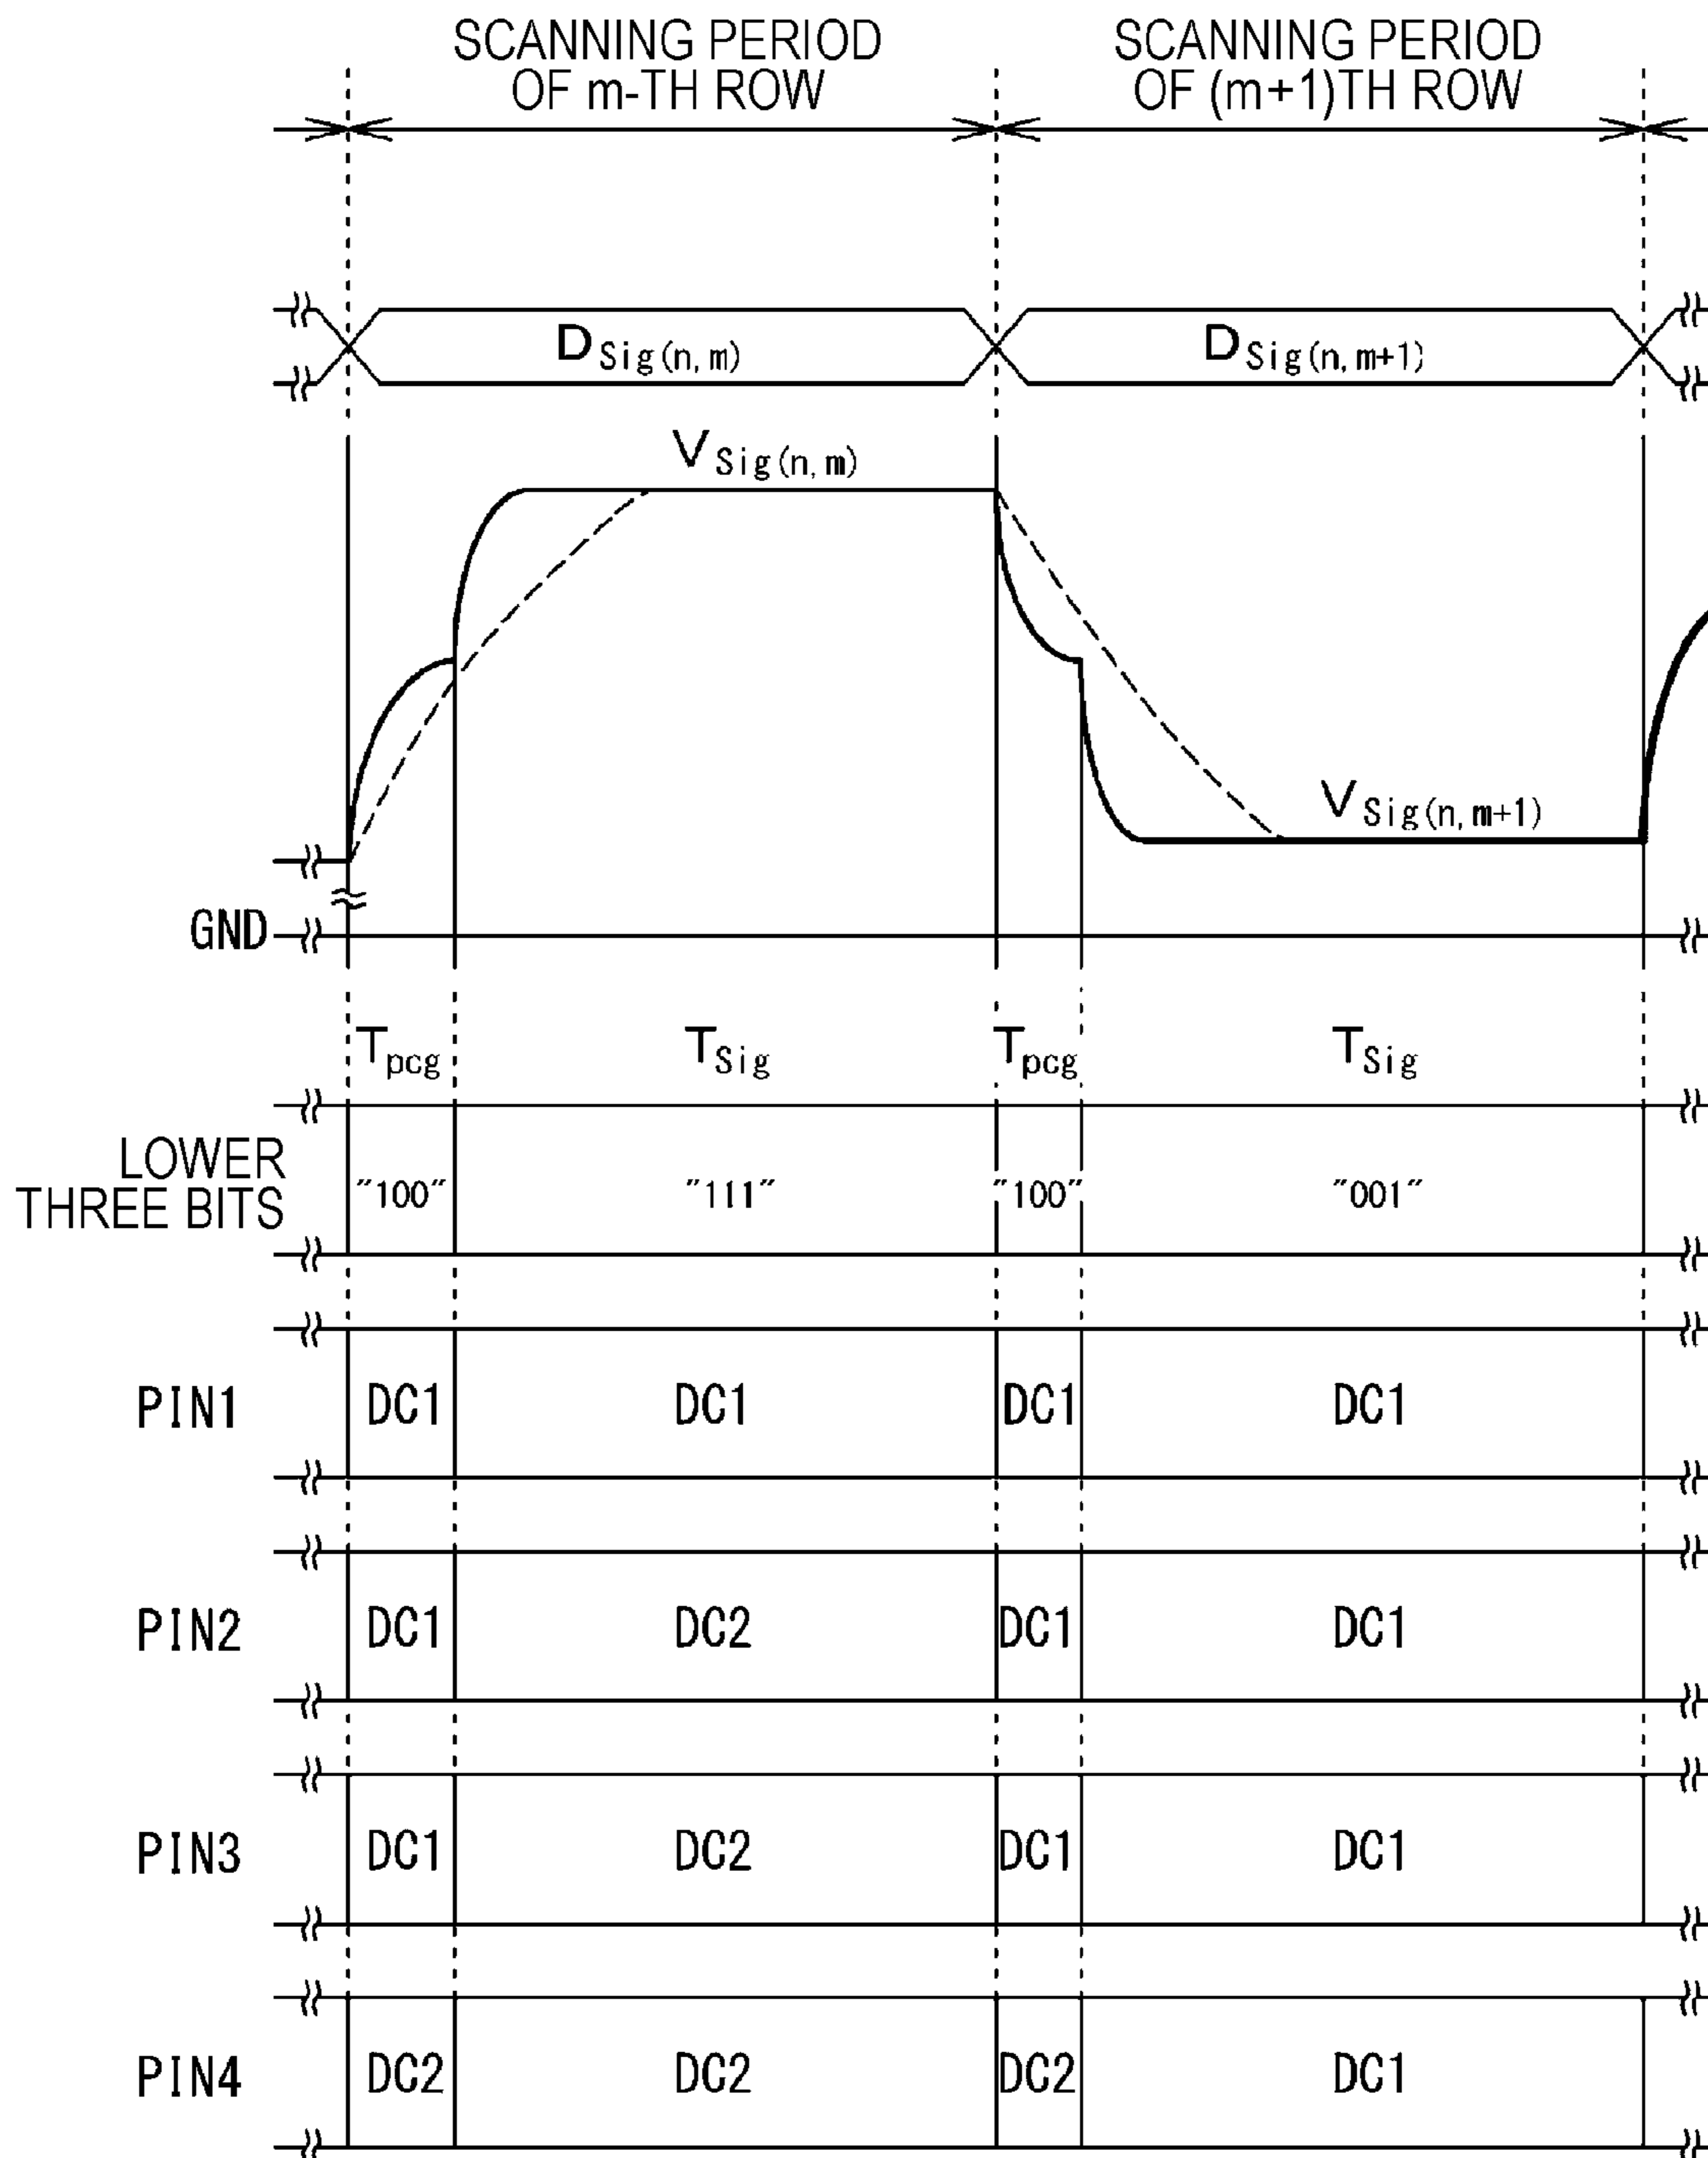 SCANNING PERIOD OF m-TH ROW
SCANNING PERIOD OF (m+1)TH ROW
DSig(n,m) DSig(n,m+1)
VSig(n,m)
VSig(n,m+1)
GND
Tpcg TSig Tpcg TSig
LOWER THREE BITS "100" "111" "100" "001"
PIN1 DC1 DC1 DC1 DC1
PIN2 DC1 DC2 DC1 DC1
PIN3 DC1 DC2 DC1 DC1
PIN4 DC2 DC2 DC2 DC1